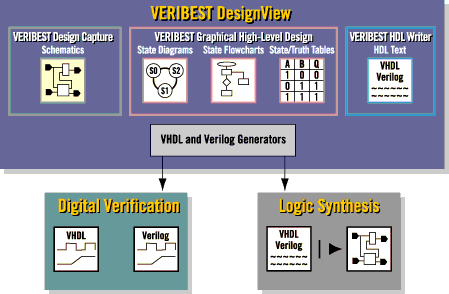 VERIBEST DesignView
VERIBEST Design Capture
Schematics
VERIBEST Graphical High-Level Design
State Diagrams State Flowcharts State/Truth Tables
S0 S2
S1
A B Q
1 0 0
0 1 1
1 1 1
VERIBEST HDL Writer
HDL Text
VHDL
Verilog
VHDL and Verilog Generators
Digital Verification
VHDL
Verilog
Logic Synthesis
VHDL
Verilog